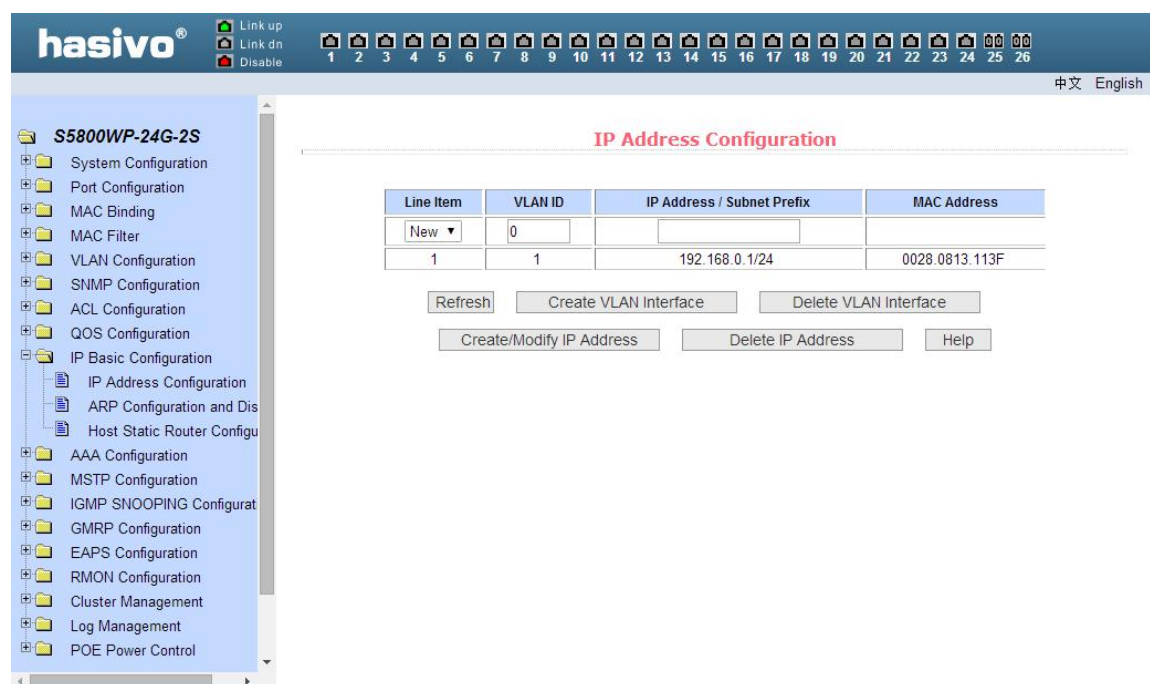 hasivo®
Link up
Link dn
Disable
1 2 3 4 5 6 7 8 9 10 11 12 13 14 15 16 17 18 19 20 21 22 23 24 25 26
中文 English
S5800WP-24G-2S
System Configuration
Port Configuration
MAC Binding
MAC Filter
VLAN Configuration
SNMP Configuration
ACL Configuration
QOS Configuration
IP Basic Configuration
IP Address Configuration
ARP Configuration and Dis
Host Static Router Configu
AAA Configuration
MSTP Configuration
IGMP SNOOPING Configurat
GMRP Configuration
EAPS Configuration
RMON Configuration
Cluster Management
Log Management
POE Power Control
IP Address Configuration
Line Item VLAN ID IP Address / Subnet Prefix MAC Address
New 0
1 1 192.168.0.1/24 0028.0813.113F
Refresh Create VLAN Interface Delete VLAN Interface
Create/Modify IP Address Delete IP Address Help